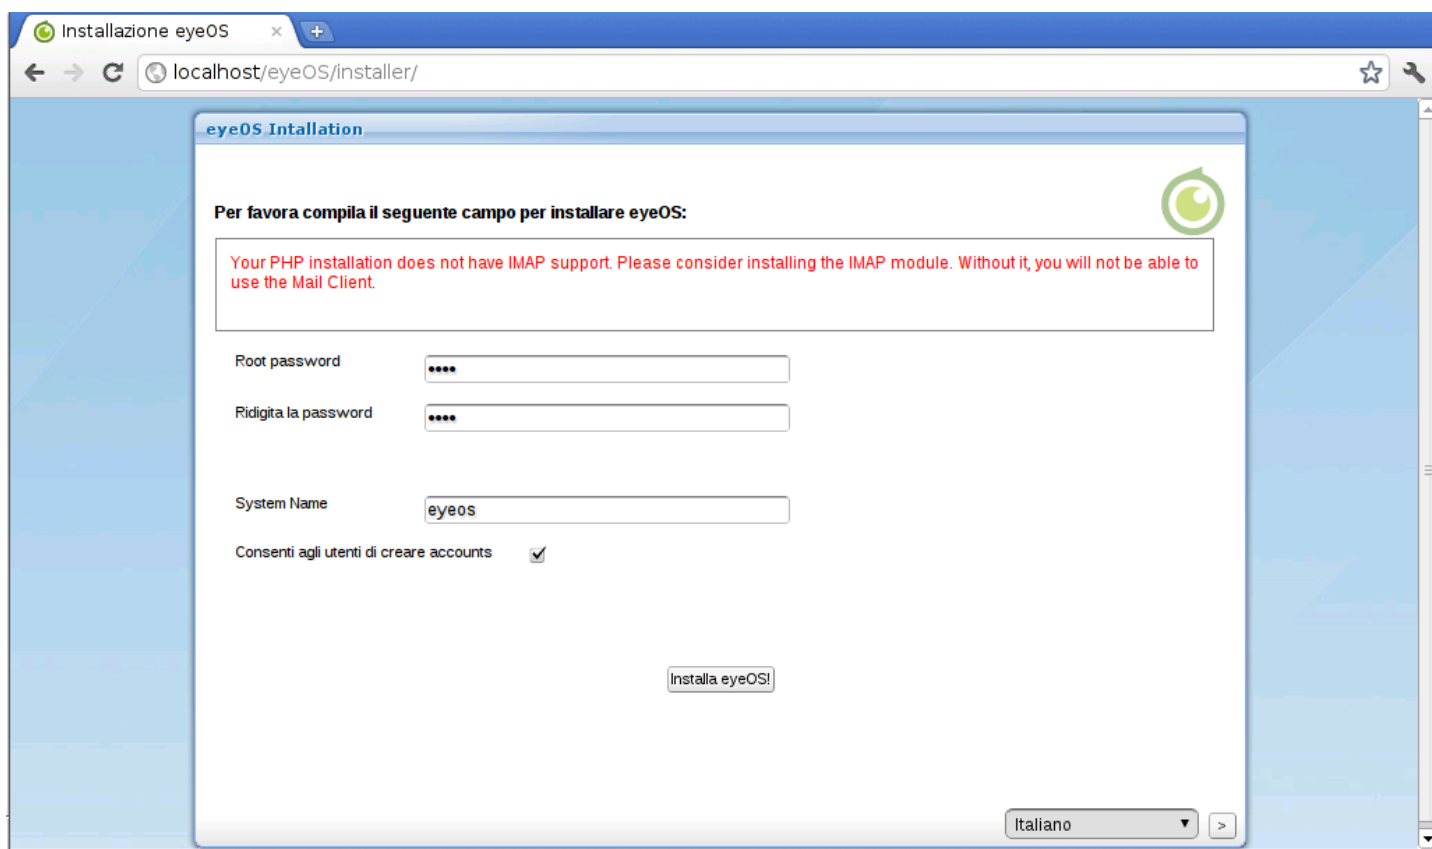 Installazione eyeOS
localhost/eyeOS/installer/
eyeOS Intallation
Per favora compila il seguente campo per installare eyeOS:
Your PHP installation does not have IMAP support. Please consider installing the IMAP module. Without it, you will not be able to
use the Mail Client.
Root password
••••
Ridigita la password
••••
System Name
eyeos
Consenti agli utenti di creare accounts
Installa eyeOS!
Italiano
>